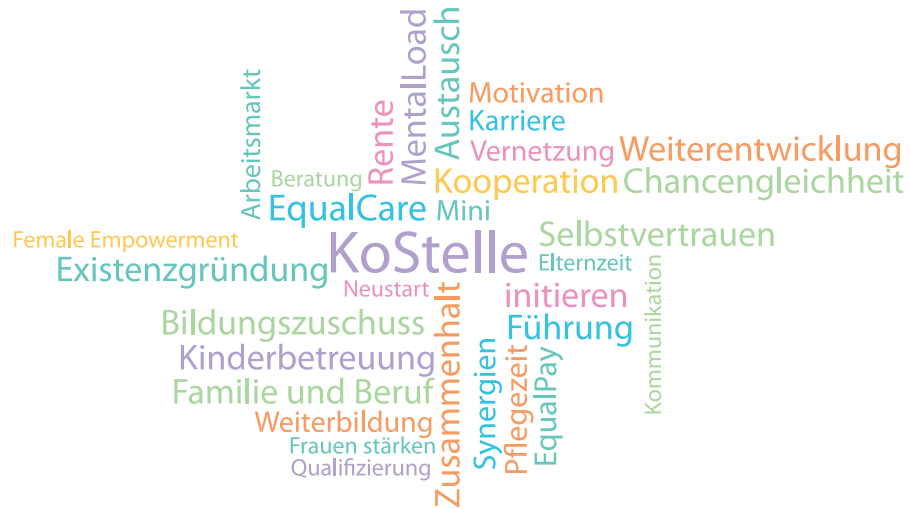 MentalLoad
Austausch
Arbeitsmarkt
Rente
Motivation
Karriere
Vernetzung
Weiterentwicklung
Beratung
Kooperation
Chancengleichheit
EqualCare
Mini
Female Empowerment
KoStelle
Selbstvertrauen
Existenzgründung
Elternzeit
Kommunikation
Neustart
initieren
Zusammenhalt
Bildungszuschuss
Führung
Kinderbetreuung
Synergien
Pflegezeit
EqualPay
Familie und Beruf
Weiterbildung
Frauen stärken
Qualifizierung